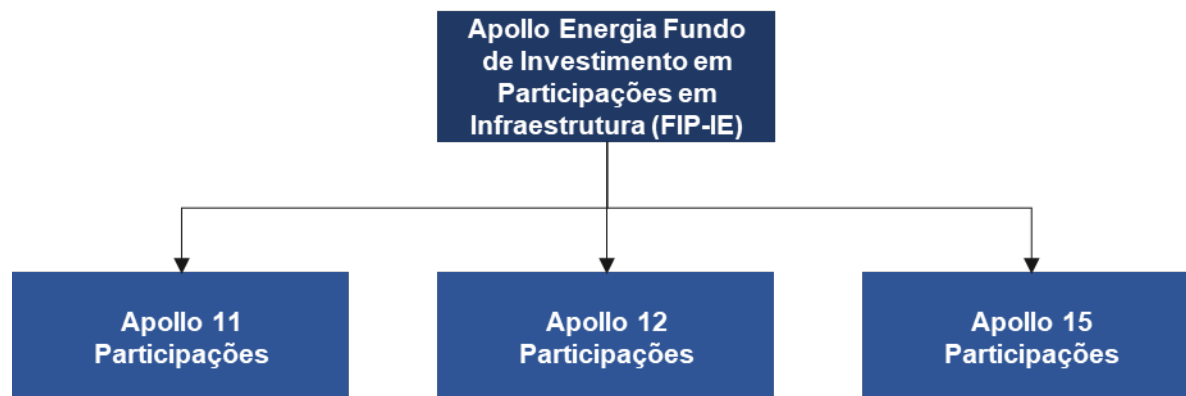 Apollo Energia Fundo
de Investimento em
Participações em
Infraestrutura (FIP-IE)
Apollo 11
Participações
Apollo 12
Participações
Apollo 15
Participações